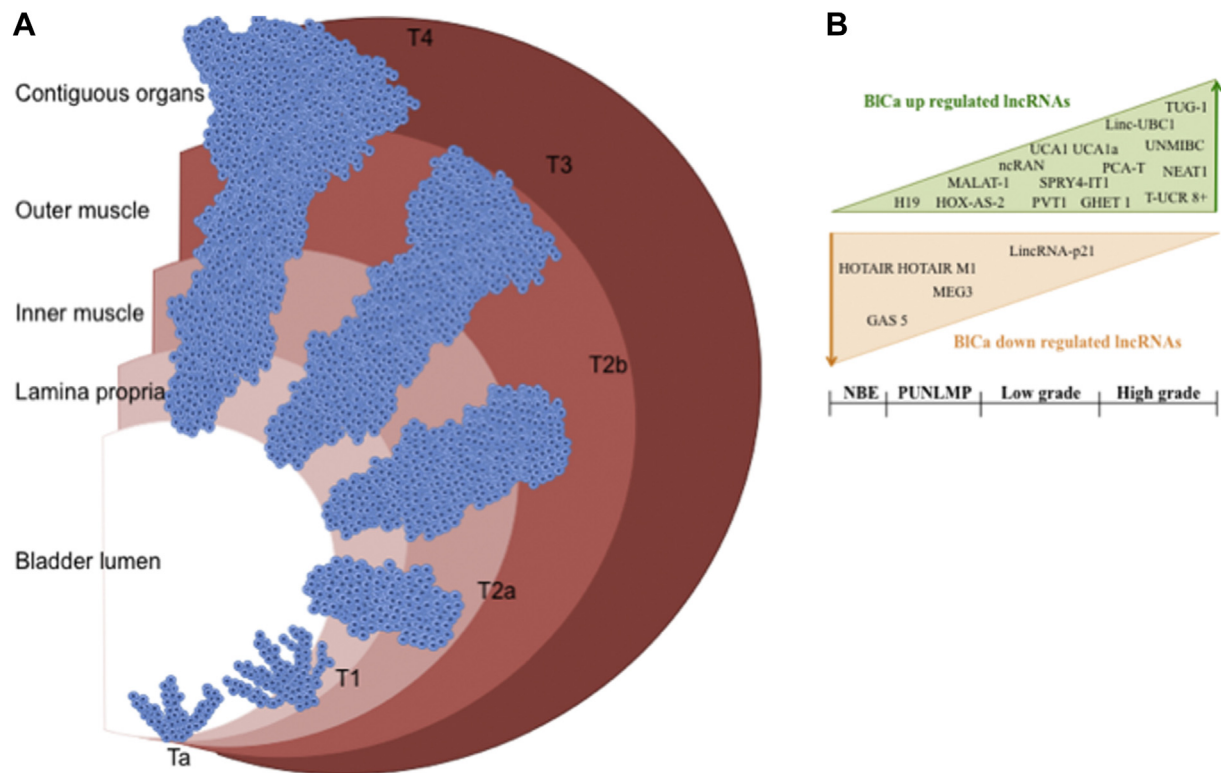 A
T4
Contiguous organs
T3
Outer muscle
Inner muscle
T2b
Lamina propria
Bladder lumen
T2a
T1
Ta
B
BlCa up regulated lncRNAs
TUG-1
Linc-UBC1
UCA1 UCA1a
UNMIBC
ncRAN
PCA-T
NEAT1
MALAT-1
SPRY4-IT1
H19
HOX-AS-2
PVT1
GHET 1
T-UCR 8+
LincRNA-p21
HOTAIR HOTAIR M1
MEG3
GAS 5
BlCa down regulated lncRNAs
NBE
PUNLMP
Low grade
High grade